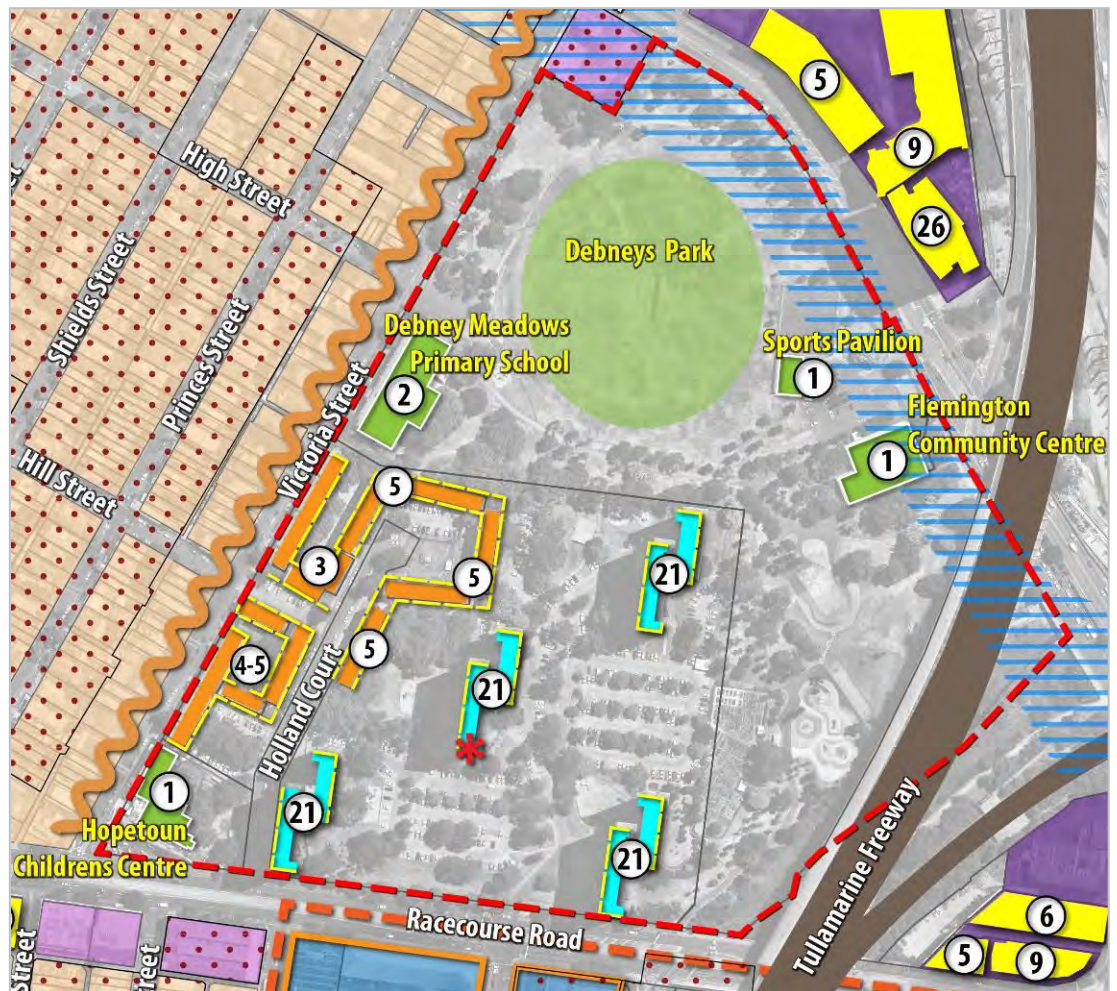 5
9
26
High Street
Debneys Park
Shields Street
Princes Street
Debney Meadows
Primary School
Sports Pavilion
1
2
Flemington
Community Centre
1
Victoria Street
Hill Street
5
3
5
21
5
4-5
21
Holland Court
1
21
21
Hopetoun
Childrens Centre
Tullamarine Freeway
Racecourse Road
6
5
9
Street
Street